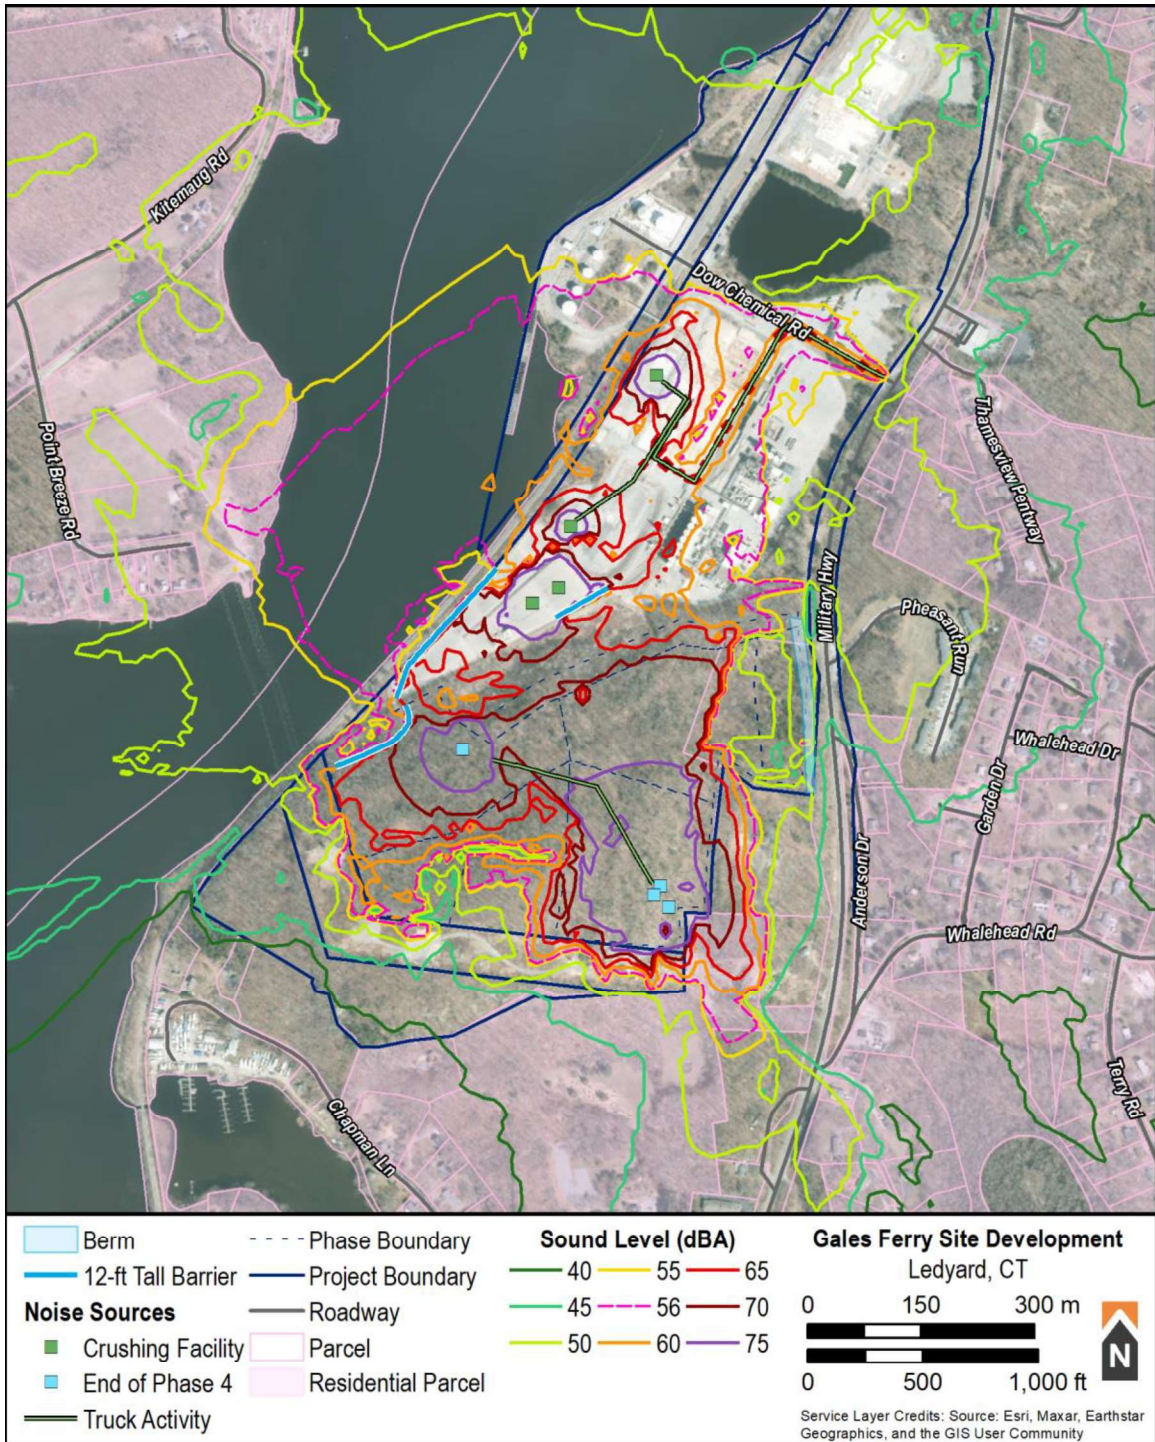 Kitemaug Rd
Dow Chemical Rd
Point Breeze Rd
Thamesview Pentway
Military Hwy
Pheasant Run
Whalehead Dr
Garden Dr
Anderson Dr
Whalehead Rd
Terry Rd
Chapman Ln
Berm
12-ft Tall Barrier
Noise Sources
Crushing Facility
End of Phase 4
Truck Activity
Phase Boundary
Project Boundary
Roadway
Parcel
Residential Parcel
Sound Level (dBA)
40 55 65
45 56 70
50 60 75
Gales Ferry Site Development
Ledyard, CT
0 150 300 m
0 500 1,000 ft
N
Service Layer Credits: Source: Esri, Maxar, Earthstar
Geographics, and the GIS User Community